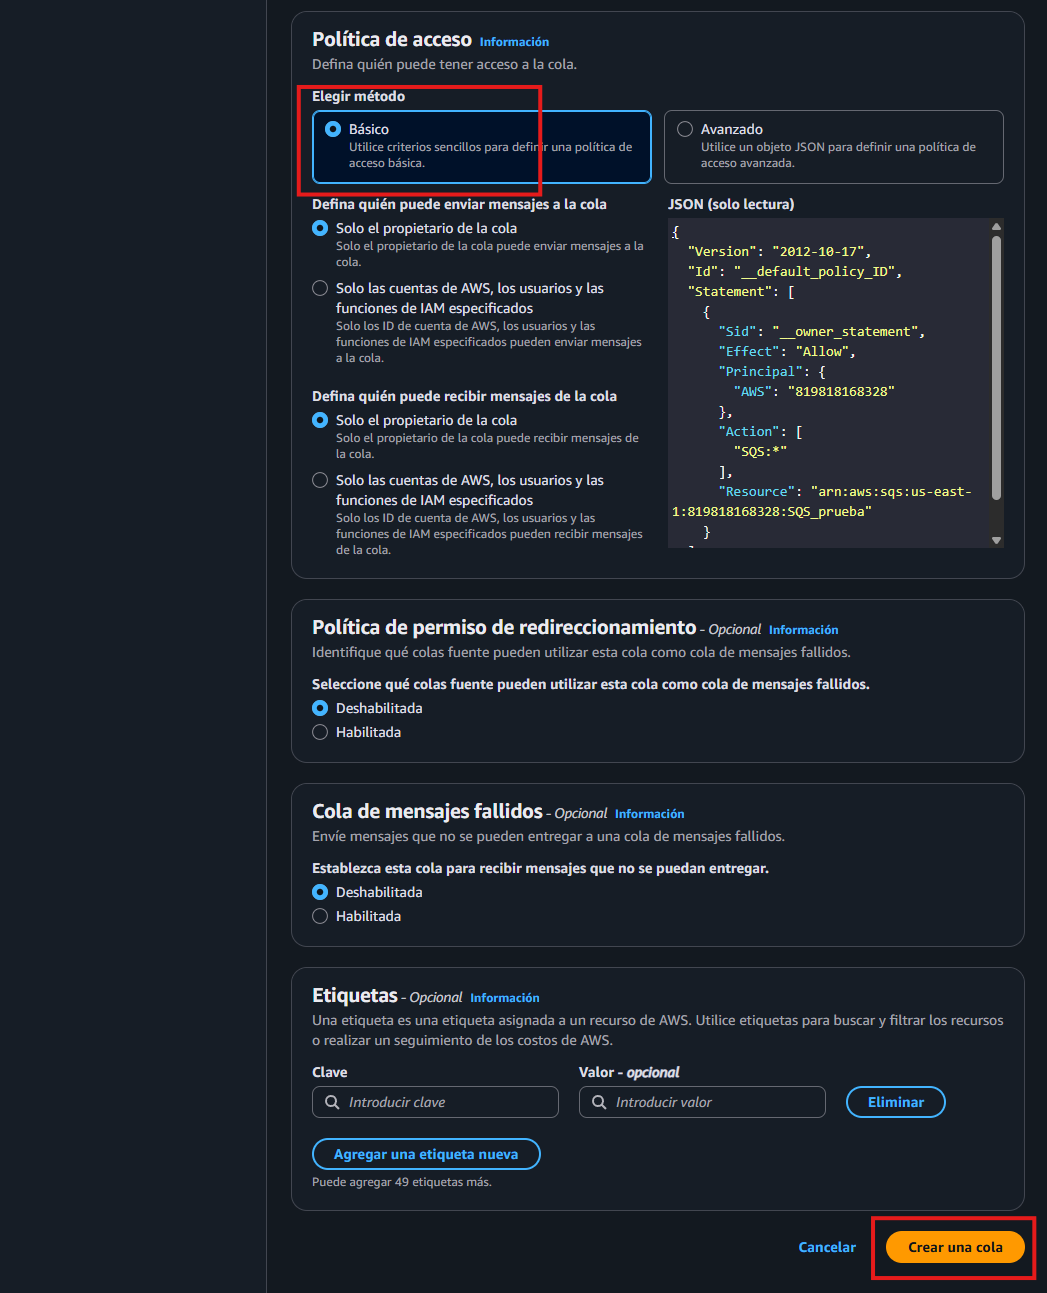 Política de acceso Información
Defina quién puede tener acceso a la cola.
Elegir método
Básico
Utilice criterios sencillos para definir una política de
acceso básica.
Avanzado
Utilice un objeto JSON para definir una política de
acceso avanzada.
Defina quién puede enviar mensajes a la cola
Solo el propietario de la cola
Solo el propietario de la cola puede enviar mensajes a la
cola.
Solo las cuentas de AWS, los usuarios y las
funciones de IAM especificados
Solo los ID de cuenta de AWS, los usuarios y las
funciones de IAM especificados pueden enviar mensajes
a la cola.
Defina quién puede recibir mensajes de la cola
Solo el propietario de la cola
Solo el propietario de la cola puede recibir mensajes de
la cola.
Solo las cuentas de AWS, los usuarios y las
funciones de IAM especificados
Solo los ID de cuenta de AWS, los usuarios y las
funciones de IAM especificados pueden recibir mensajes
de la cola.
JSON (solo lectura)
{
"Version": "2012-10-17",
"Id": "__default_policy_ID",
"Statement": [
{
"Sid": "__owner_statement",
"Effect": "Allow",
"Principal": {
"AWS": "819818168328"
},
"Action": [
"SQS:*"
],
"Resource": "arn:aws:sqs:us-east-
1:819818168328:SQS_prueba"
}
Política de permiso de redireccionamiento - Opcional Información
Identifique qué colas fuente pueden utilizar esta cola como cola de mensajes fallidos.
Seleccione qué colas fuente pueden utilizar esta cola como cola de mensajes fallidos.
Deshabilitada
Habilitada
Cola de mensajes fallidos - Opcional Información
Envíe mensajes que no se pueden entregar a una cola de mensajes fallidos.
Establezca esta cola para recibir mensajes que no se puedan entregar.
Deshabilitada
Habilitada
Etiquetas - Opcional Información
Una etiqueta es una etiqueta asignada a un recurso de AWS. Utilice etiquetas para buscar y filtrar los recursos
o realizar un seguimiento de los costos de AWS.
Clave
Valor - opcional
Introducir clave
Introducir valor
Eliminar
Agregar una etiqueta nueva
Puede agregar 49 etiquetas más.
Cancelar
Crear una cola